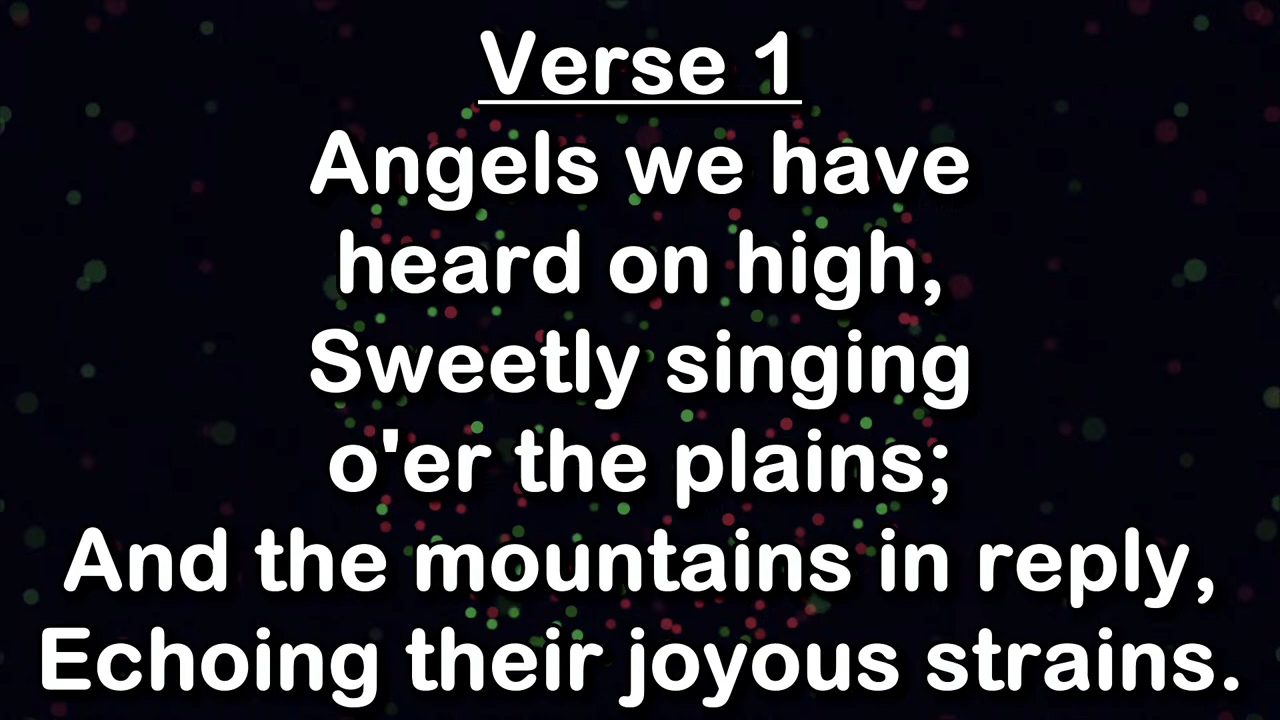 Verse 1
Angels we have
heard on high,
Sweetly singing
o'er the plains;
And the mountains in reply,
Echoing their joyous strains.